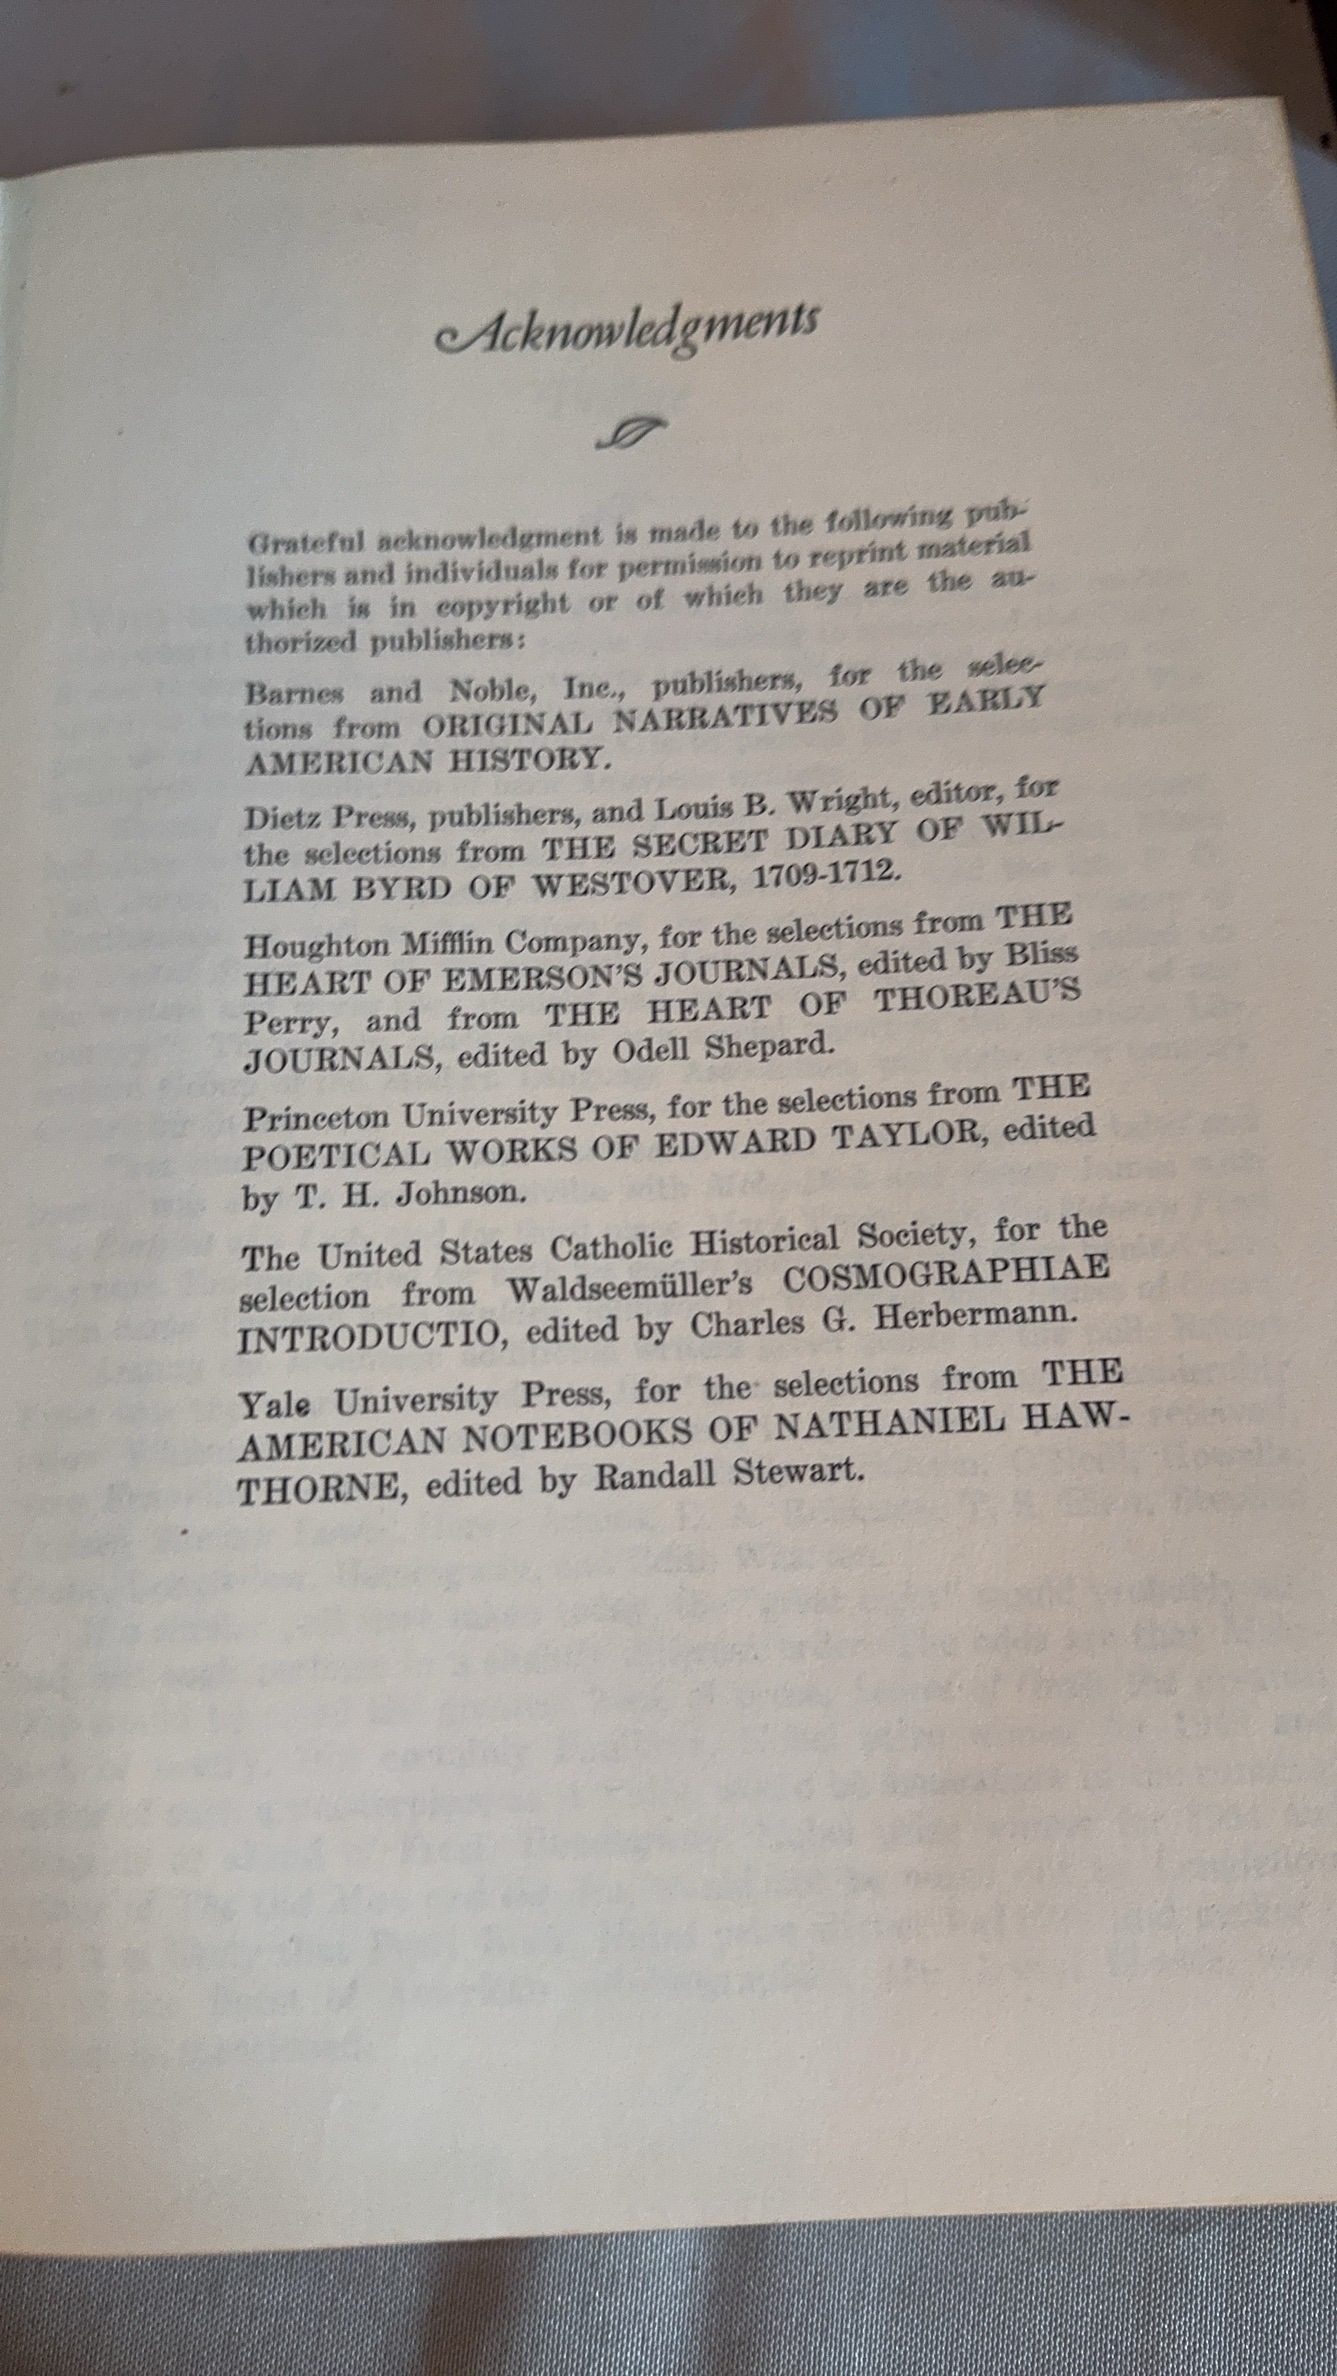 Acknowledgments
Grateful acknowledgment is made to the following pub-
lishers and individuals for permission to reprint material
which is in copyright or of which they are the au-
thorized publishers:
Barnes and Noble, Inc., publishers, for the selec-
tions from ORIGINAL NARRATIVES OF EARLY
AMERICAN HISTORY.
Dietz Press, publishers, and Louis B. Wright, editor, for
the selections from THE SECRET DIARY OF WIL-
LIAM BYRD OF WESTOVER, 1709-1712.
Houghton Mifflin Company, for the selections from THE
HEART OF EMERSON'S JOURNALS, edited by Bliss
Perry, and from THE HEART OF THOREAU'S
JOURNALS, edited by Odell Shepard.
Princeton University Press, for the selections from THE
POETICAL WORKS OF EDWARD TAYLOR, edited
by T. H. Johnson.
The United States Catholic Historical Society, for the
selection from Waldseemüller's COSMOGRAPHIAE
INTRODUCTIO, edited by Charles G. Herbermann.
Yale University Press, for the selections from THE
AMERICAN NOTEBOOKS OF NATHANIEL HAW-
THORNE, edited by Randall Stewart.